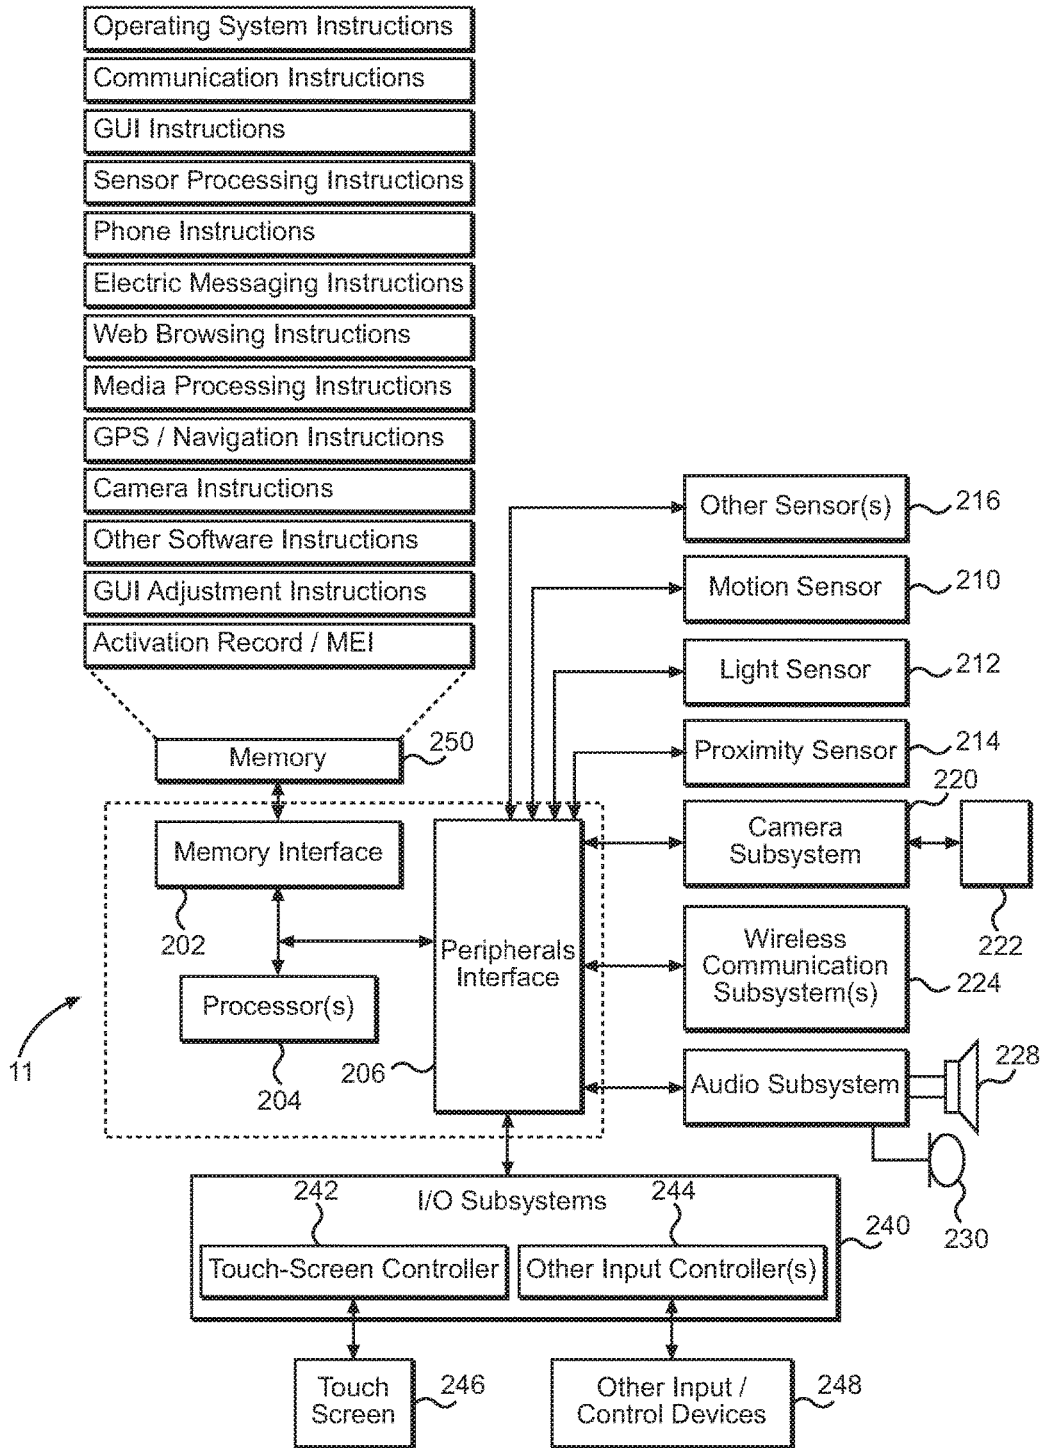 Operating System Instructions
Communication Instructions
GUI Instructions
Sensor Processing Instructions
Phone Instructions
Electric Messaging Instructions
Web Browsing Instructions
Media Processing Instructions
GPS / Navigation Instructions
Camera Instructions
Other Software Instructions
GUI Adjustment Instructions
Activation Record / MEI
Memory
250
Memory Interface
202
Processor(s)
204
11
206
Peripherals
Interface
Other Sensor(s)
216
Motion Sensor
210
Light Sensor
212
Proximity Sensor
214
220
Camera
Subsystem
222
Wireless
Communication
Subsystem(s)
224
Audio Subsystem
228
230
I/O Subsystems
242
244
240
Touch-Screen Controller
Other Input Controller(s)
Touch
Screen
246
Other Input /
Control Devices
248